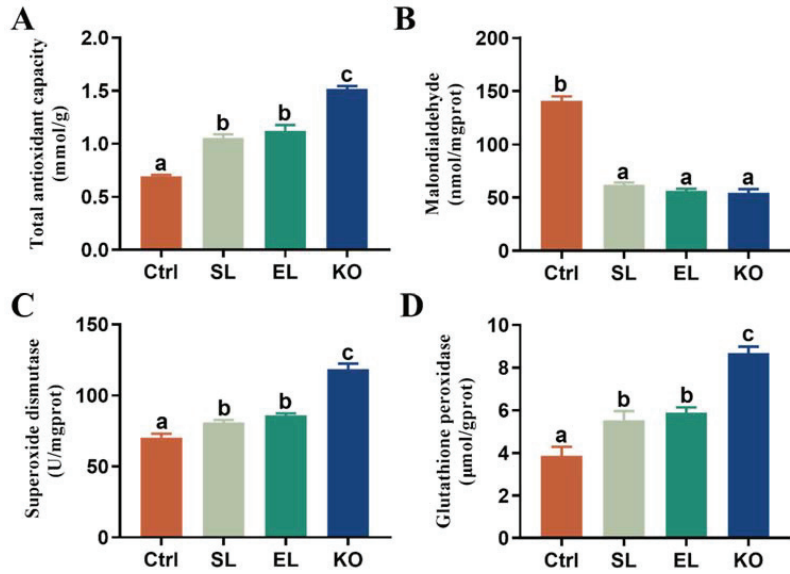 A
Total antioxidant capacity
(mmol/g)
2.0
1.5
1.0
0.5
0.0
a
b
b
c
Ctrl SL EL KO
B
Malondialdehyde
(nmol/mgprot)
200
150
100
50
0
b
a
a
a
Ctrl SL EL KO
C
Superoxide dismutase
(U/mgprot)
150
100
50
0
a
b
b
c
Ctrl SL EL KO
D
Glutathione peroxidase
(μmol/gprot)
10
8
6
4
2
0
a
b
b
c
Ctrl SL EL KO